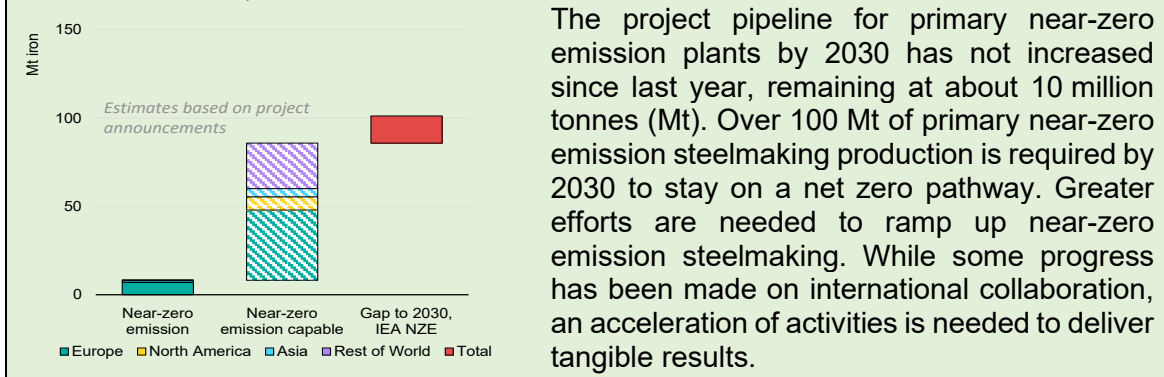 150
Mt iron
Estimates based on project
announcements
100
50
0
Near-zero
emission
Near-zero
emission capable
Gap to 2030,
IEA NZE
Europe North America Asia Rest of World Total
The project pipeline for primary near-zero
emission plants by 2030 has not increased
since last year, remaining at about 10 million
tonnes (Mt). Over 100 Mt of primary near-zero
emission steelmaking production is required by
2030 to stay on a net zero pathway. Greater
efforts are needed to ramp up near-zero
emission steelmaking. While some progress
has been made on international collaboration,
an acceleration of activities is needed to deliver
tangible results.